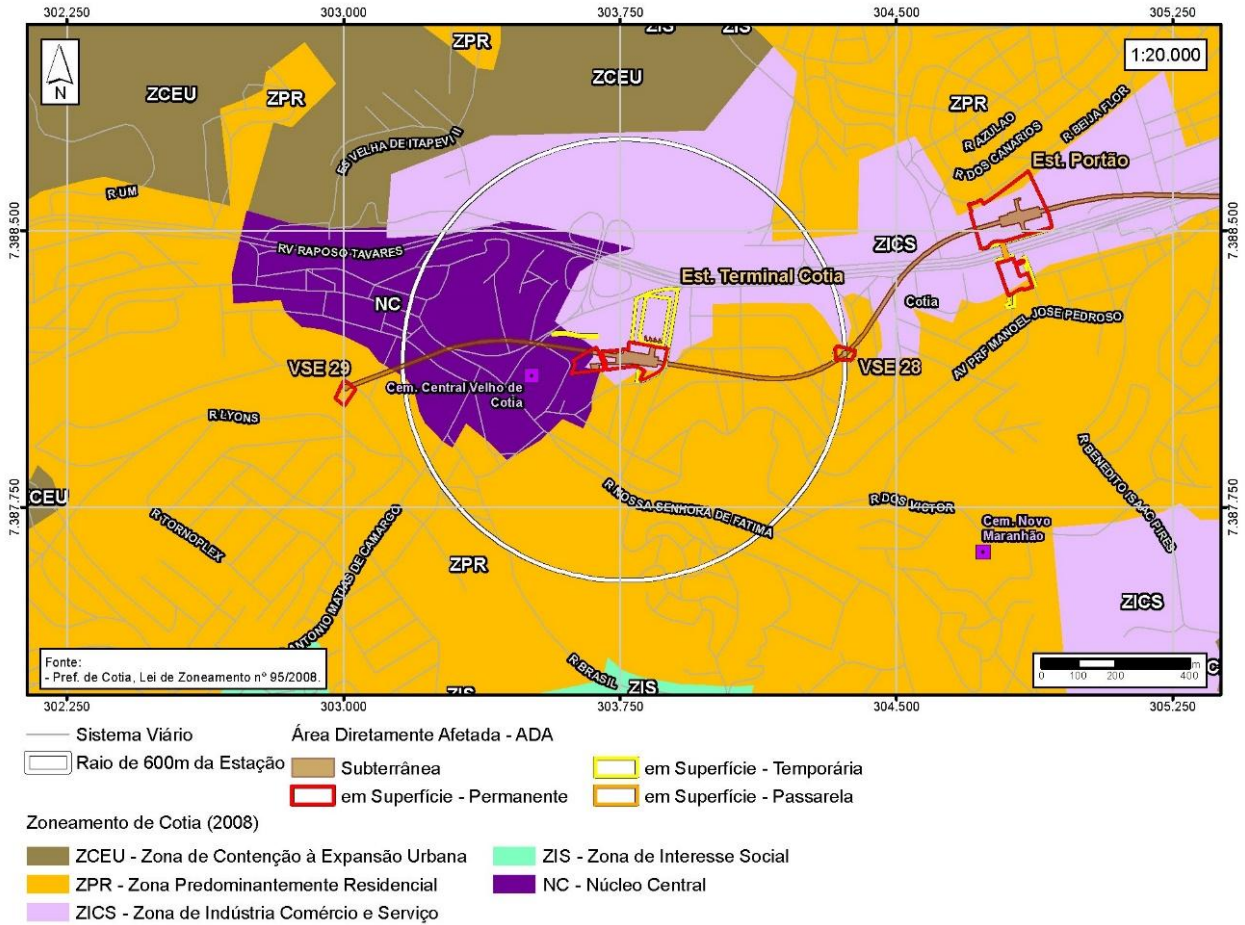 302.250
303.000
303.750
304.500
305.250
N
1:20.000
ZIS
ZIS
ZPR
ZCEU
ZCEU
ZPR
ZPR
R AZULAO
R BEIJA FLOR
R DOS CANARIOS
ES VELHA DE ITAPEVI II
Est. Portão
R UM
7.388.500
7.388.500
RV RAPOSO TAVARES
ZICS
Est. Terminal Cotia
NC
Cotia
AV PRF MANOEL JOSE PEDROSO
VSE 29
VSE 28
Cem. Central Velho de
Cotia
R LYONS
R BENEDITO ISAAC PIRES
CEU
R NOSSA SENHORA DE FATIMA
R DOS VICTOR
7.387.750
7.387.750
R TORNOPLEX
Cem. Novo
Maranhão
ANTONIO MATIAS DE CAMARGO
ZPR
ZICS
Fonte:
- Pref. de Cotia, Lei de Zoneamento nº 95/2008.
R BRASIL
ZIS
ZIS
C
m
0 100 200 400
302.250
303.000
303.750
304.500
305.250
Sistema Viário
Área Diretamente Afetada - ADA
Raio de 600m da Estação
Subterrânea
em Superfície - Temporária
em Superfície - Permanente
em Superfície - Passarela
Zoneamento de Cotia (2008)
ZCEU - Zona de Contenção à Expansão Urbana
ZIS - Zona de Interesse Social
ZPR - Zona Predominantemente Residencial
NC - Núcleo Central
ZICS - Zona de Indústria Comércio e Serviço